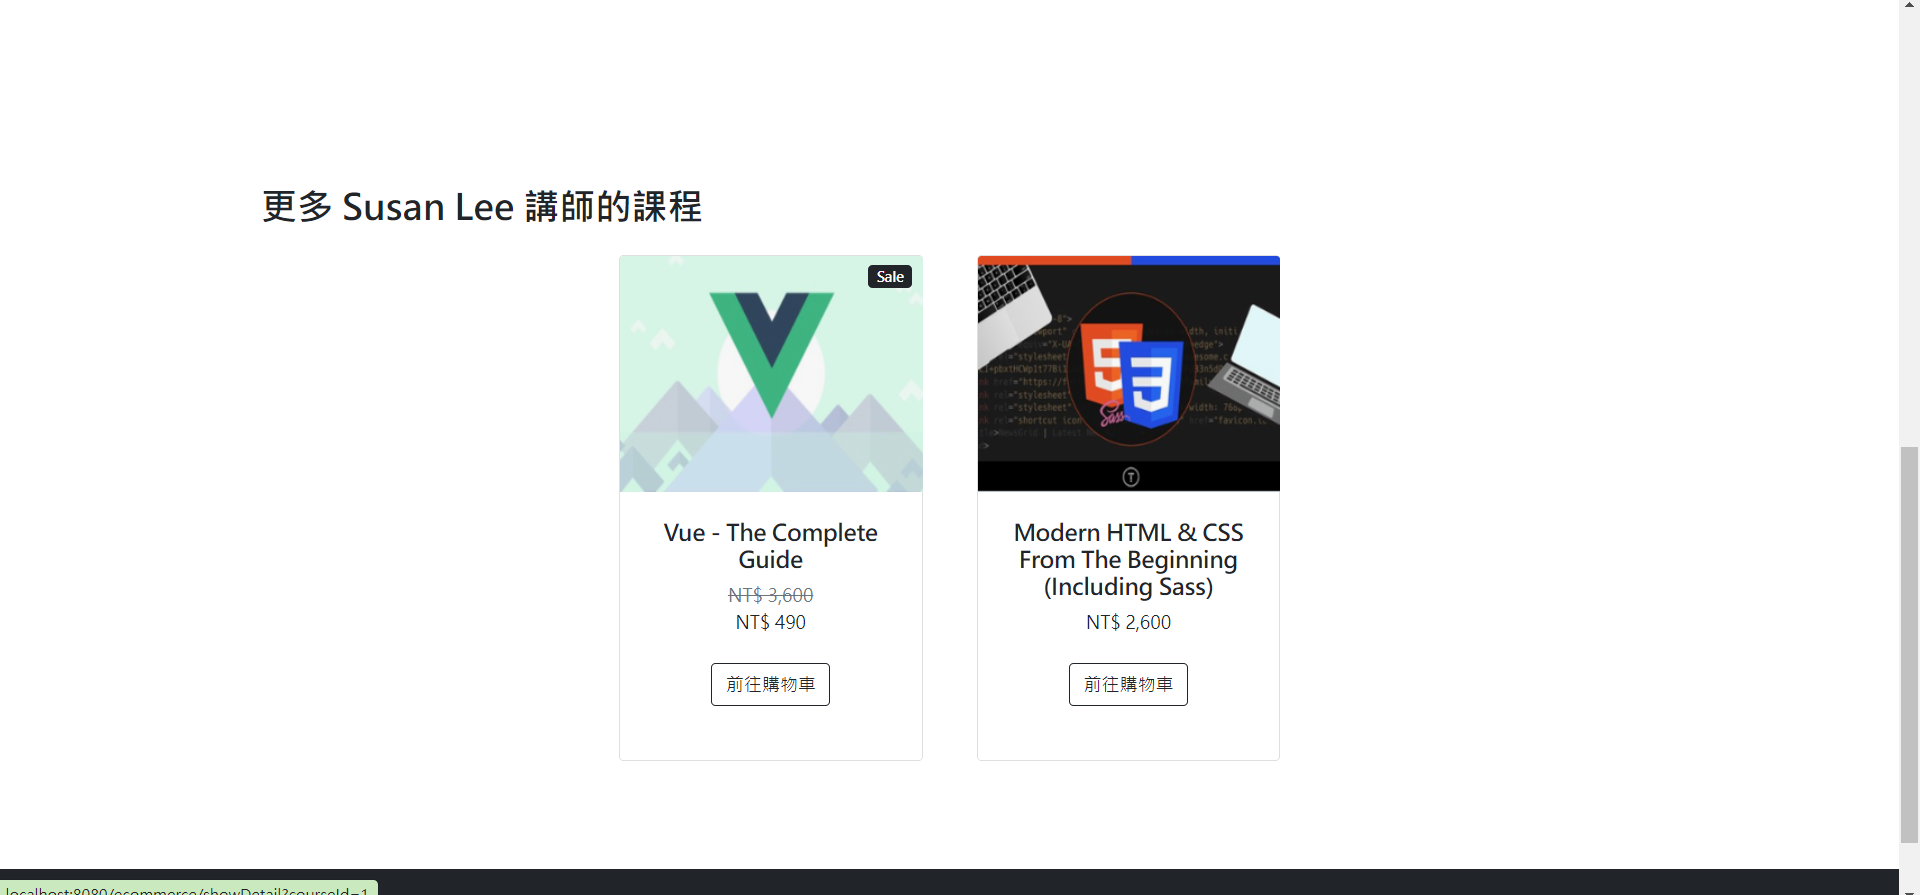 更多 Susan Lee 講師的課程
Sale
Vue - The Complete
Guide
NT$ 3,600
NT$ 490
前往購物車
Modern HTML & CSS
From The Beginning
(Including Sass)
NT$ 2,600
前往購物車
localhost:8080/ecommerce/showDetail?courseId=1